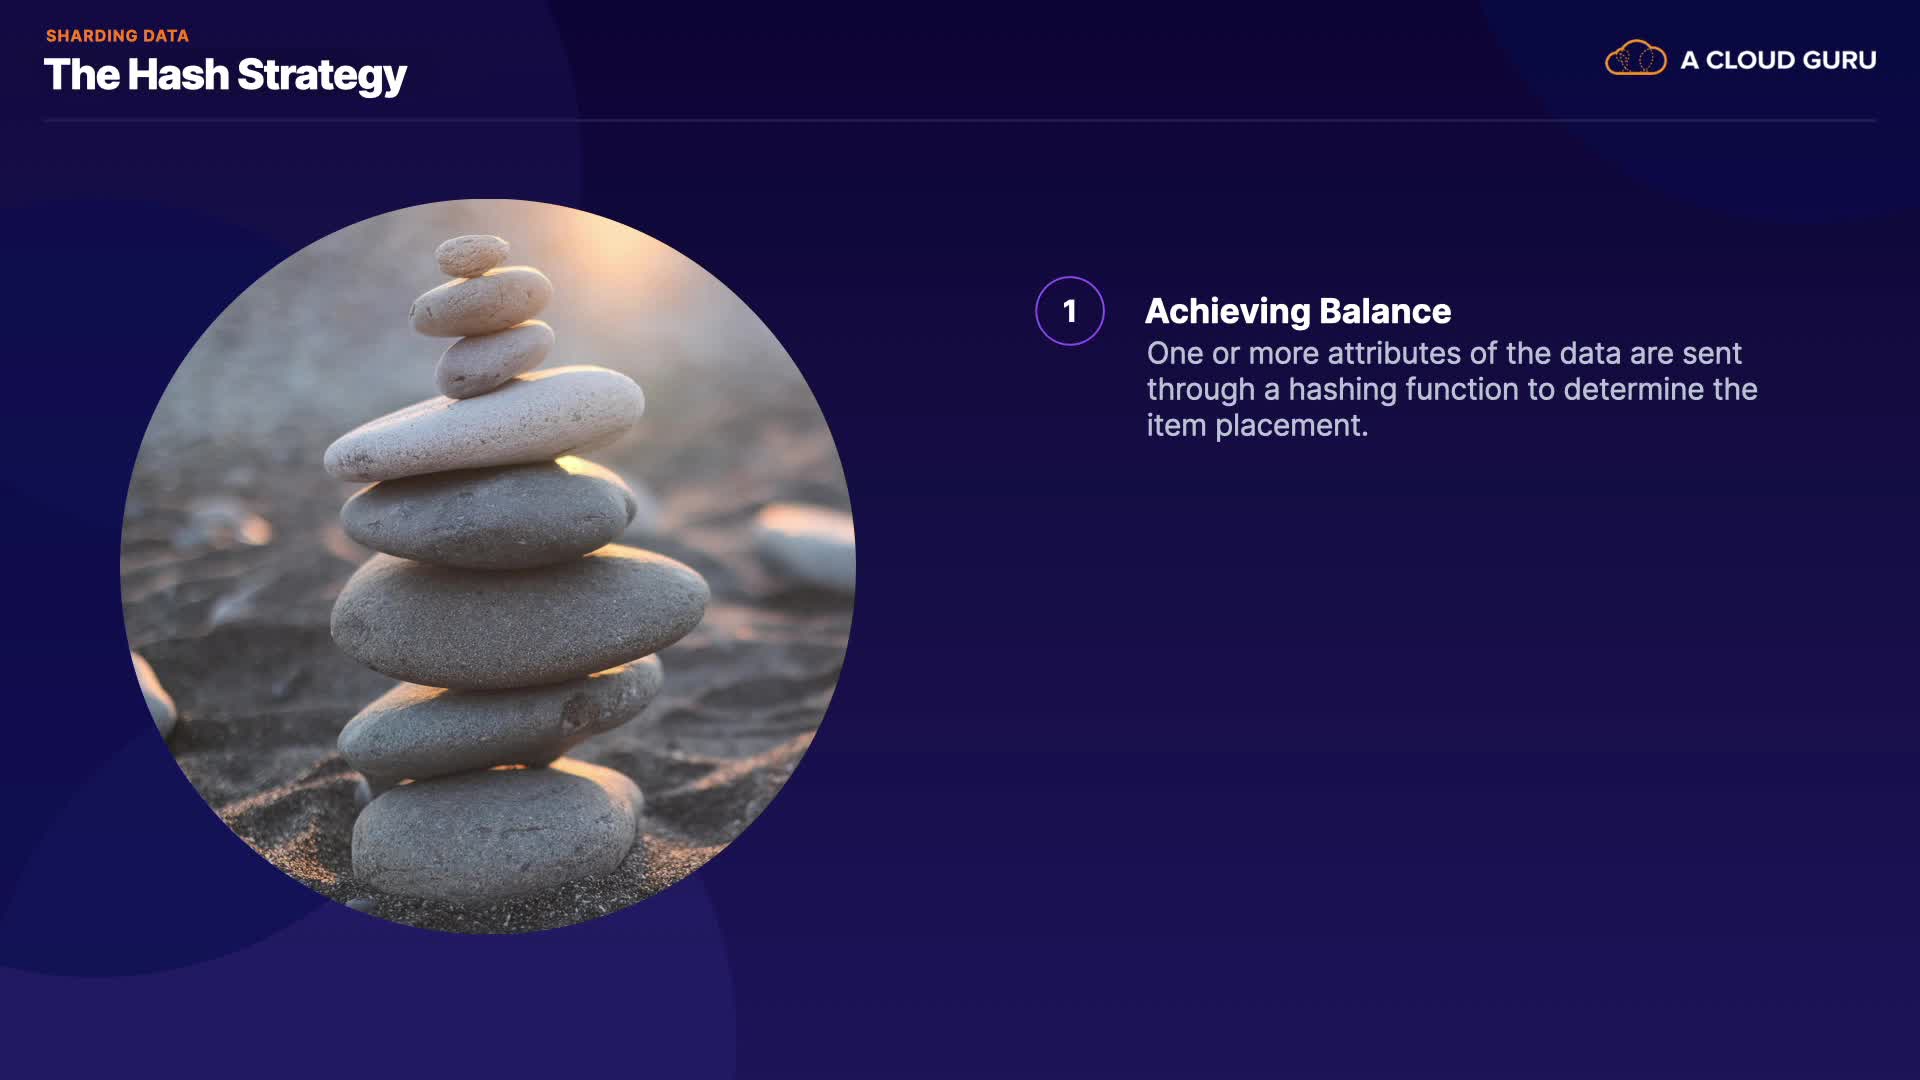 SHARDING DATA
The Hash Strategy
A CLOUD GURU
1
Achieving Balance
One or more attributes of the data are sent
through a hashing function to determine the
item placement.